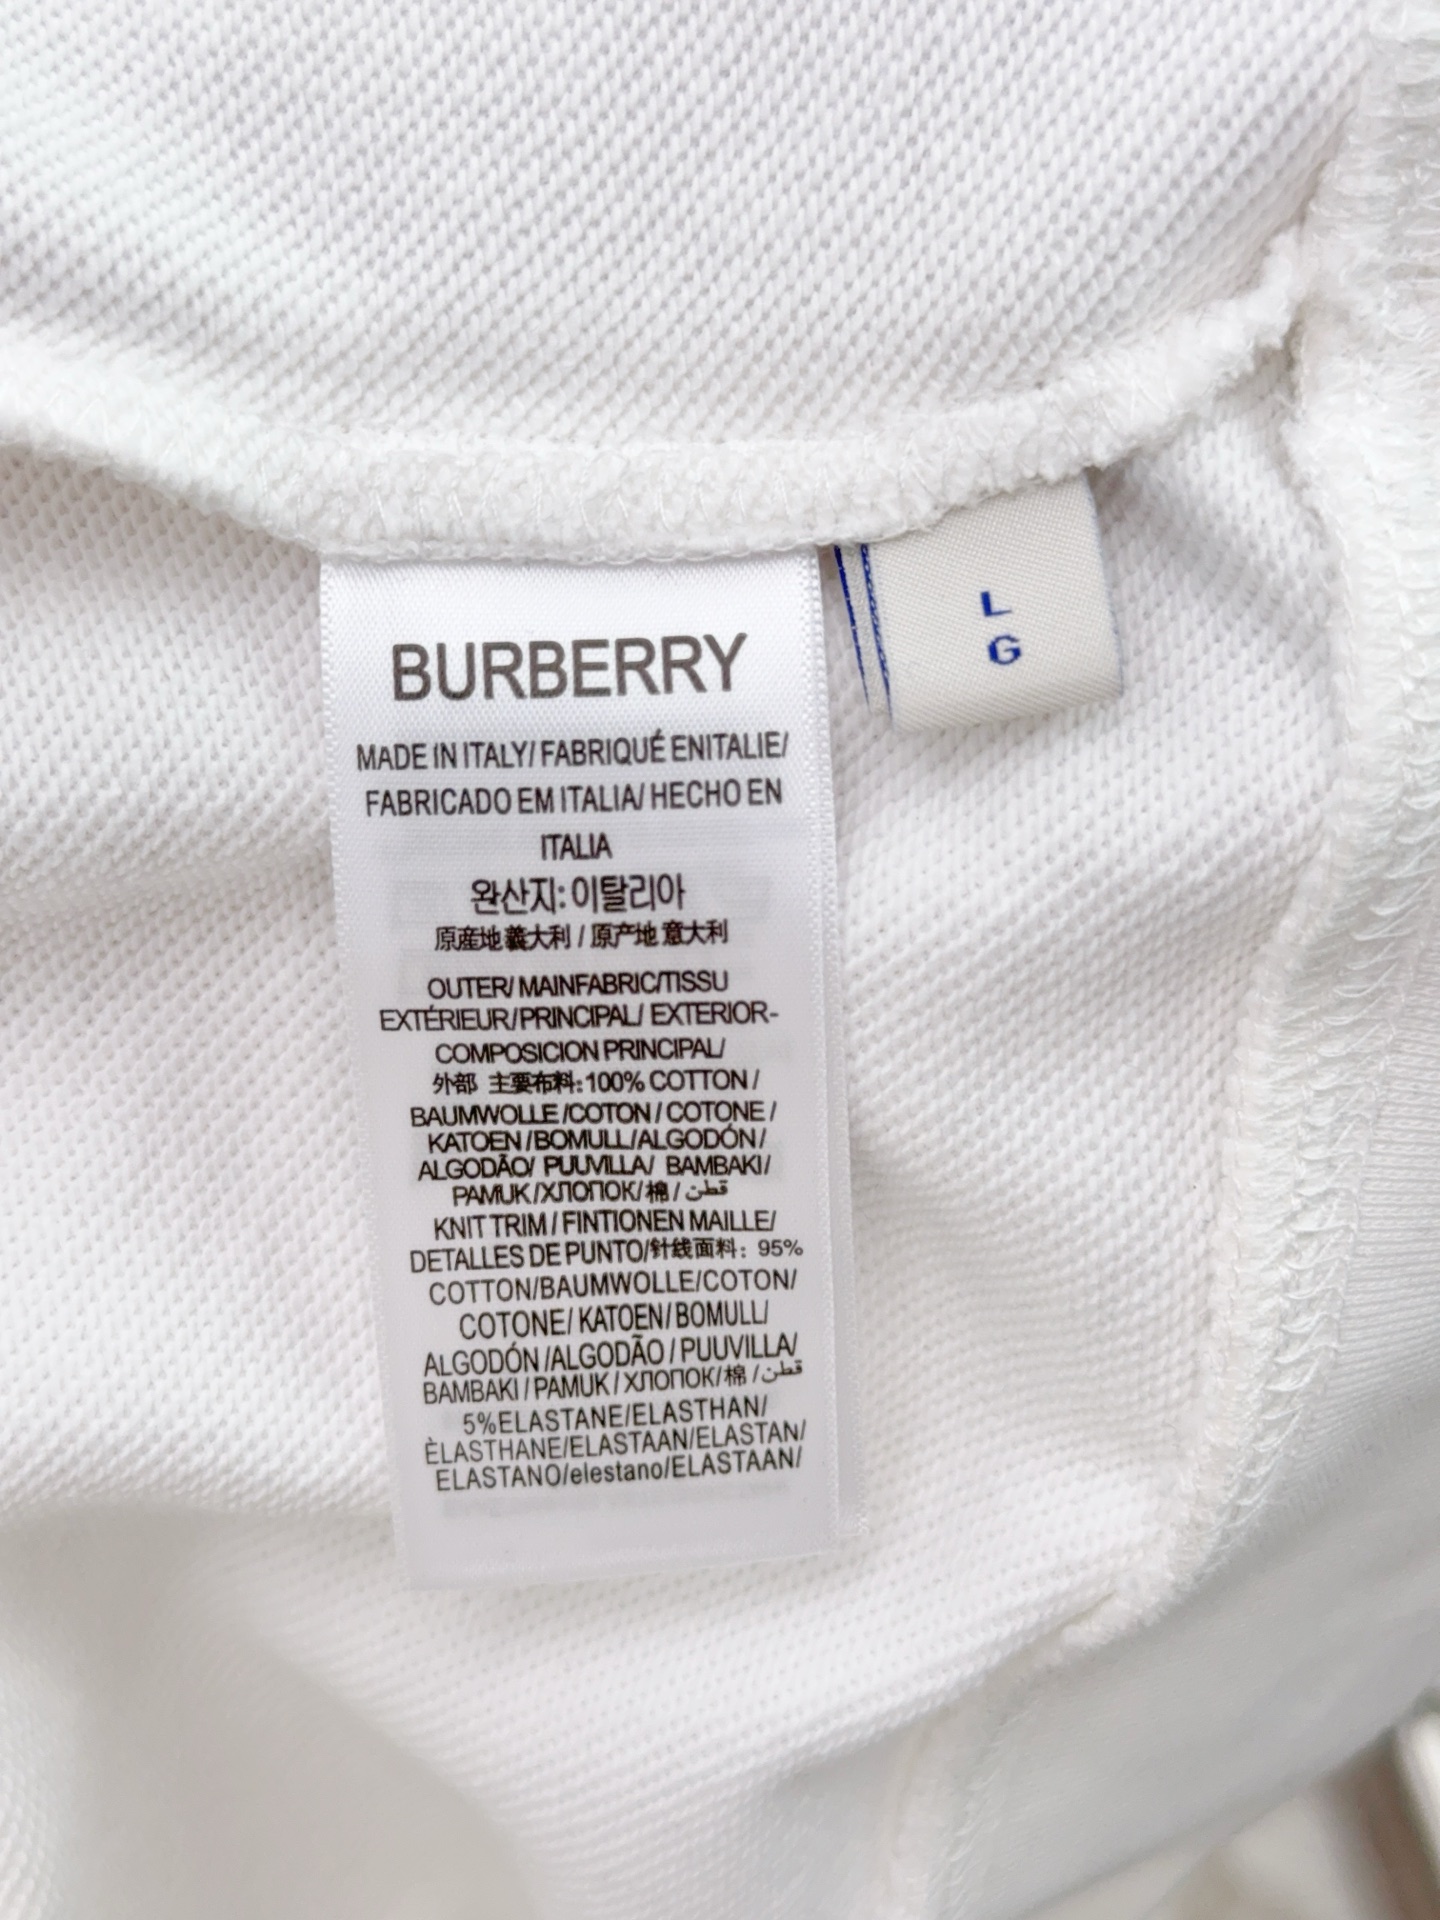 BURBERRY
MADE IN ITALY/ FABRIQUÉ ENITALIE/
FABRICADO EM ITALIA/ HECHO EN
ITALIA
완산지: 이탈리아
原産地義大利 / 原产地 意大利
OUTER/ MAINFABRIC/TISSU
EXTÉRIEUR/PRINCIPAL/ EXTERIOR-
COMPOSICION PRINCIPAL/
外部 主要布料:100% COTTON /
BAUMWOLLE /COTON / COTONE /
KATOEN /BOMULL/ALGODÓN /
ALGODÃO/ PUUVILLA/ BAMBAKI /
PAMUK /ХЛОПОК/ 棉 / قطن
KNIT TRIM / FINTIONEN MAILLE/
DETALLES DE PUNTO/针线面料: 95%
COTTON/BAUMWOLLE/COTON/
COTONE/ KATOEN/ BOMULL/
ALGODÓN /ALGODÃO / PUUVILLA/
BAMBAKI / PAMUK / ХЛОПОК/ 棉 / قطن
5%ELASTANE/ELASTHAN/
ÈLASTHANE/ELASTAAN/ELASTAN/
ELASTANO/elestano/ELASTAAN/
L
G